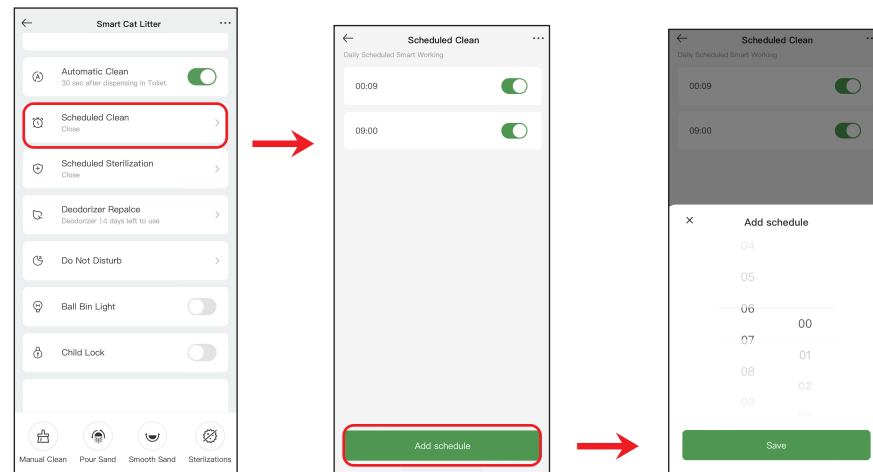 Smart Cat Litter
Automatic Clean
30 sec after dispensing in Toliet.
Scheduled Clean
Close
Scheduled Sterilization
Close
Deodorizer Repalce
Deodorizer 14 days left to use
Do Not Disturb
Ball Bin Light
Child Lock
Manual Clean
Pour Sand
Smooth Sand
Sterlizations
Scheduled Clean
Daily Scheduled Smart Working
00:09
09:00
Add schedule
Scheduled Clean
Daily Scheduled Smart Working
00:09
09:00
Add schedule
04
05
06
00
07
01
08
02
09
Save